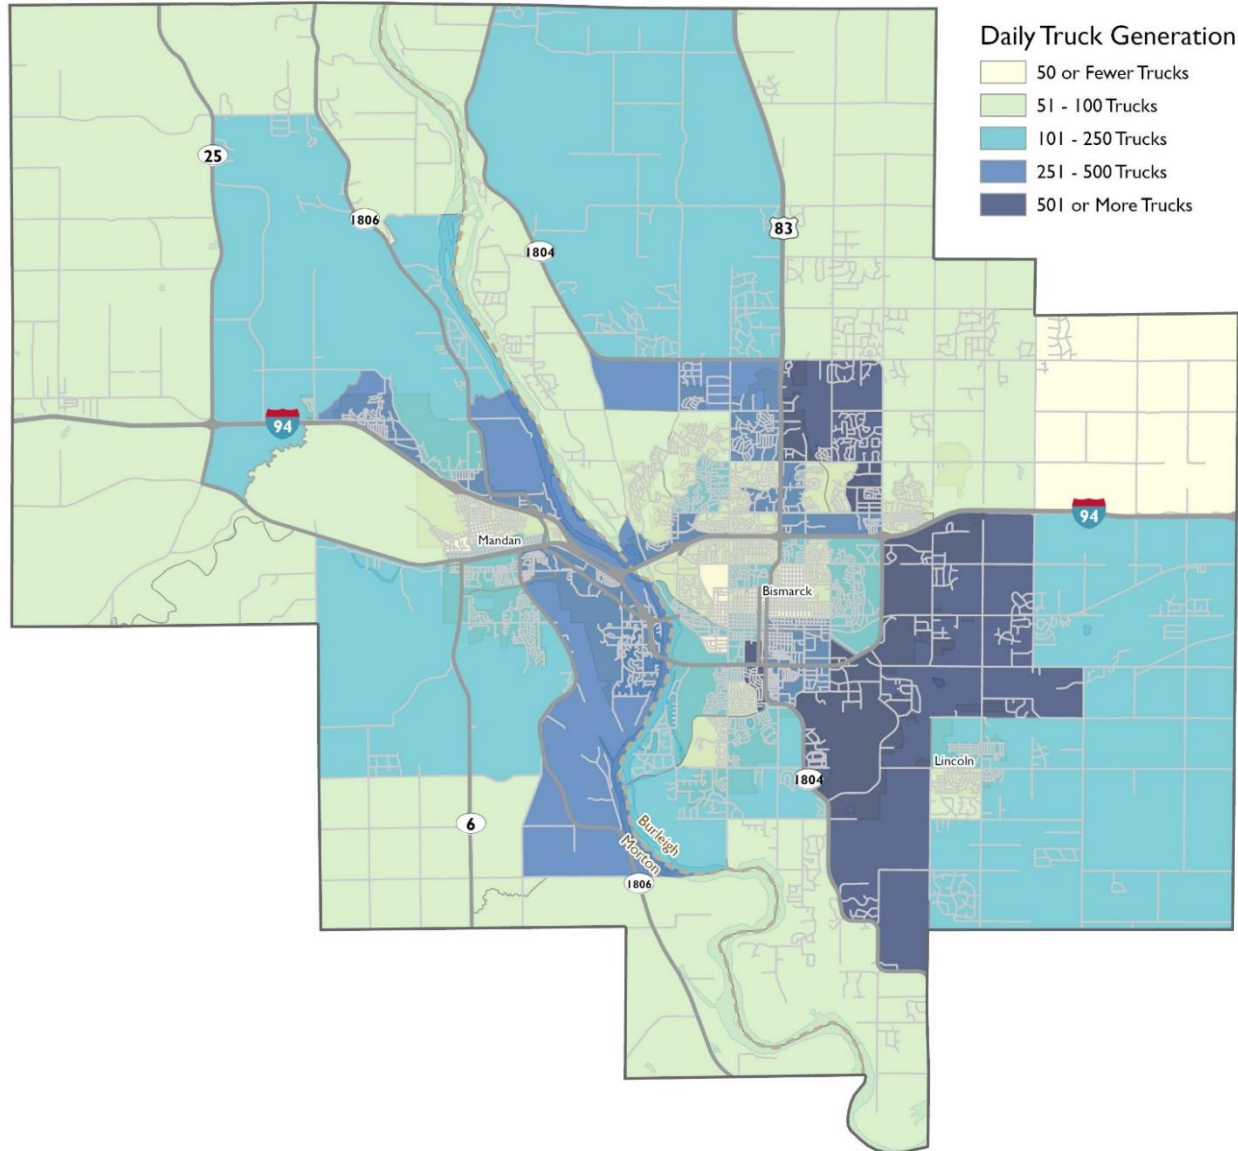 Daily Truck Generation
50 or Fewer Trucks
51 - 100 Trucks
101 - 250 Trucks
251 - 500 Trucks
501 or More Trucks
25
1806
1804
83
94
94
Mandan
Bismarck
Lincoln
1804
6
Burleigh
Morton
1806